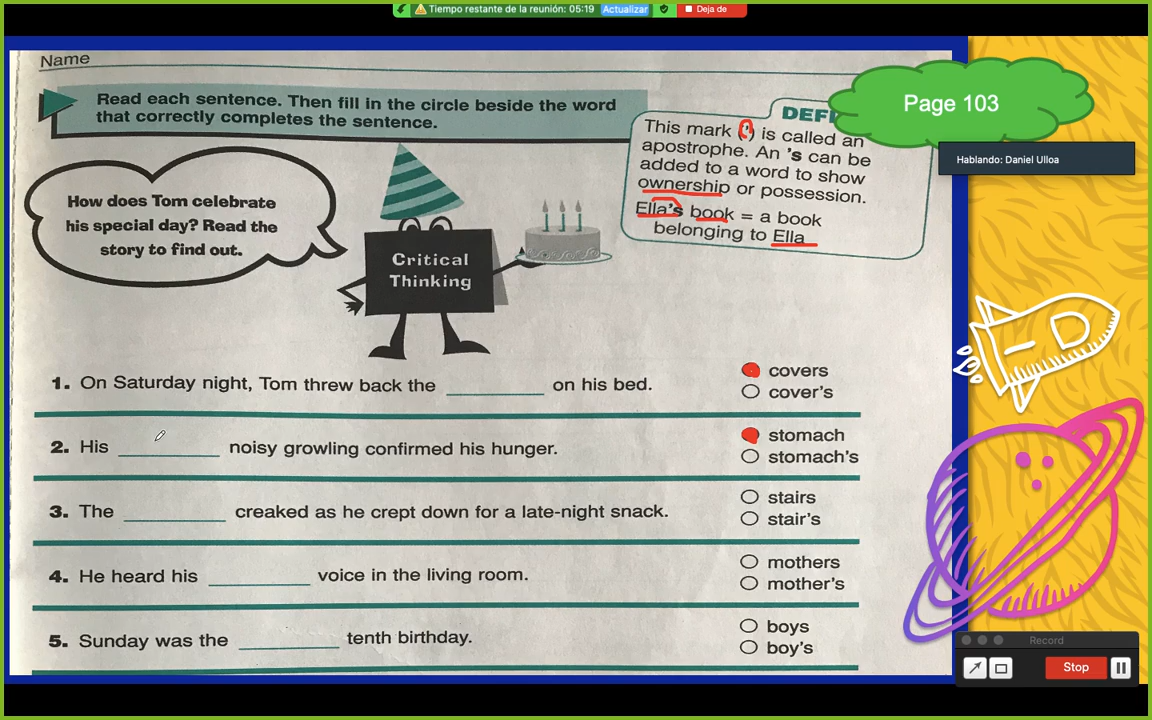 Tiempo restante de la reunión: 05:19 Actualizar Deja de
Name
Read each sentence. Then fill in the circle beside the word
that correctly completes the sentence.
Page 103
Hablando: Daniel Ulloa
This mark (') is called an
apostrophe. An 's can be
added to a word to show
ownership or possession.
Ella's book = a book
belonging to Ella
How does Tom celebrate
his special day? Read the
story to find out.
Critical
Thinking
1. On Saturday night, Tom threw back the ________ on his bed.
covers
cover's
2. His ________ noisy growling confirmed his hunger.
stomach
stomach's
3. The ________ creaked as he crept down for a late-night snack.
stairs
stair's
4. He heard his ________ voice in the living room.
mothers
mother's
5. Sunday was the ________ tenth birthday.
boys
boy's
Record
Stop